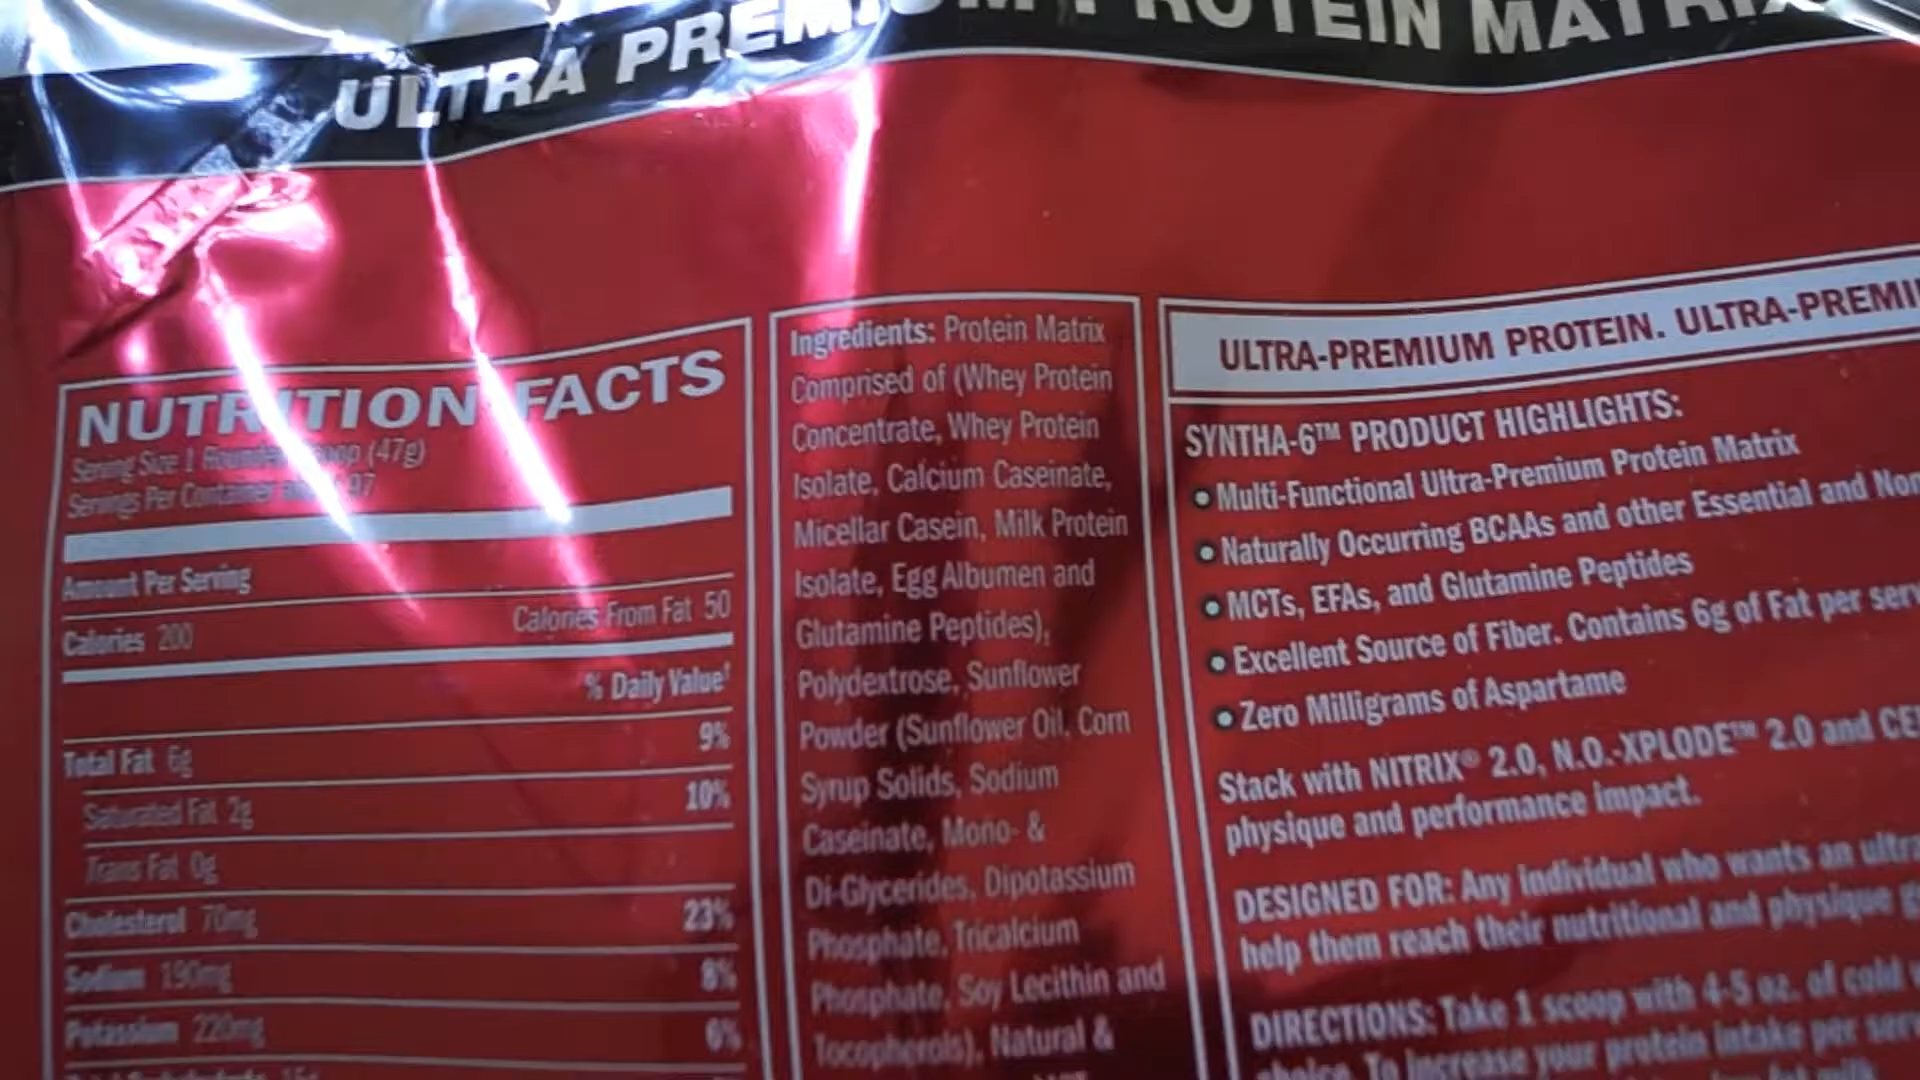 ULTRA PREMIUM PROTEIN MATRIX
NUTRITION FACTS
Serving Size 1 Rounded Scoop (47g)
Servings Per Container 97
Amount Per Serving
Calories 200
Calories From Fat 50
% Daily Value
Total Fat 6g 9%
Saturated Fat 2g 10%
Trans Fat 0g
Cholesterol 70mg 23%
Sodium 190mg 8%
Potassium 220mg 6%
Ingredients: Protein Matrix
Comprised of (Whey Protein
Concentrate, Whey Protein
Isolate, Calcium Caseinate,
Micellar Casein, Milk Protein
Isolate, Egg Albumen and
Glutamine Peptides),
Polydextrose, Sunflower
Powder (Sunflower Oil, Corn
Syrup Solids, Sodium
Caseinate, Mono- &
Di-Glycerides, Dipotassium
Phosphate, Tricalcium
Phosphate, Soy Lecithin and
Tocopherols), Natural &
ULTRA-PREMIUM PROTEIN. ULTRA-PREMI
SYNTHA-6™ PRODUCT HIGHLIGHTS:
• Multi-Functional Ultra-Premium Protein Matrix
• Naturally Occurring BCAAs and other Essential and Non
• MCTs, EFAs, and Glutamine Peptides
• Excellent Source of Fiber. Contains 6g of Fat per serv
• Zero Milligrams of Aspartame
Stack with NITRIX® 2.0, N.O.-XPLODE™ 2.0 and CE
physique and performance impact.
DESIGNED FOR: Any individual who wants an ultra
help them reach their nutritional and physique g
DIRECTIONS: Take 1 scoop with 4-5 oz. of cold
choice. To increase your protein intake per serv
milk